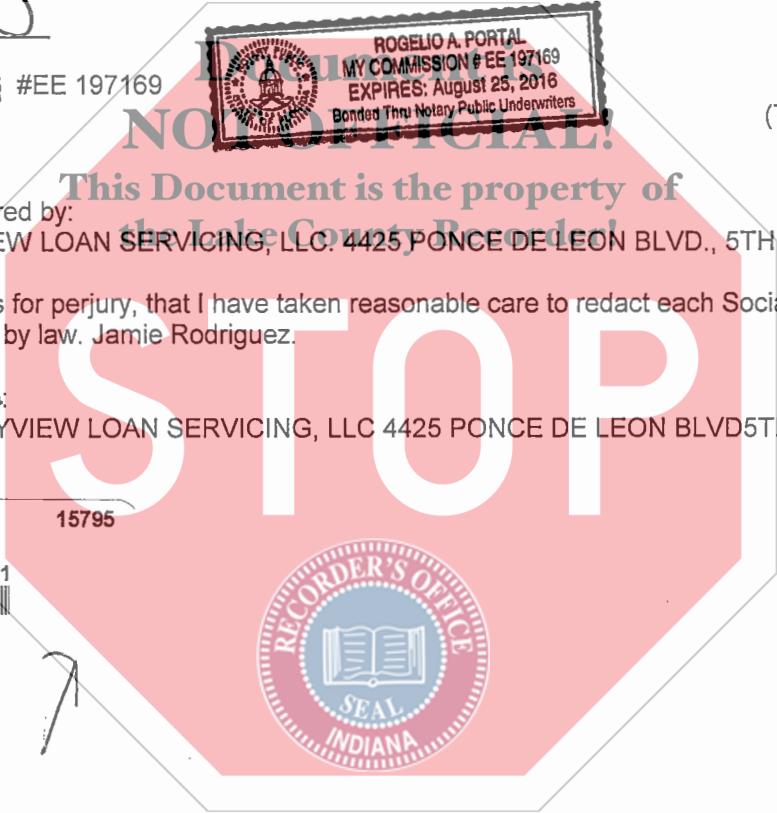 ROGELIO A. PORTAL
MY COMMISSION # EE 197169
EXPIRES: August 25, 2016
Bonded Thru Notary Public Underwriters
#EE 197169
Document is
NOT OFFICIAL!
This Document is the property of
the Lake County Recorder!
red by:
EW LOAN SERVICING, LLC. 4425 PONCE DE LEON BLVD., 5TH
s for perjury, that I have taken reasonable care to redact each Socia
by law. Jamie Rodriguez.
YVIEW LOAN SERVICING, LLC 4425 PONCE DE LEON BLVD5T
STOP
15795
1
RECORDER'S OFFICE
SEAL
INDIANA